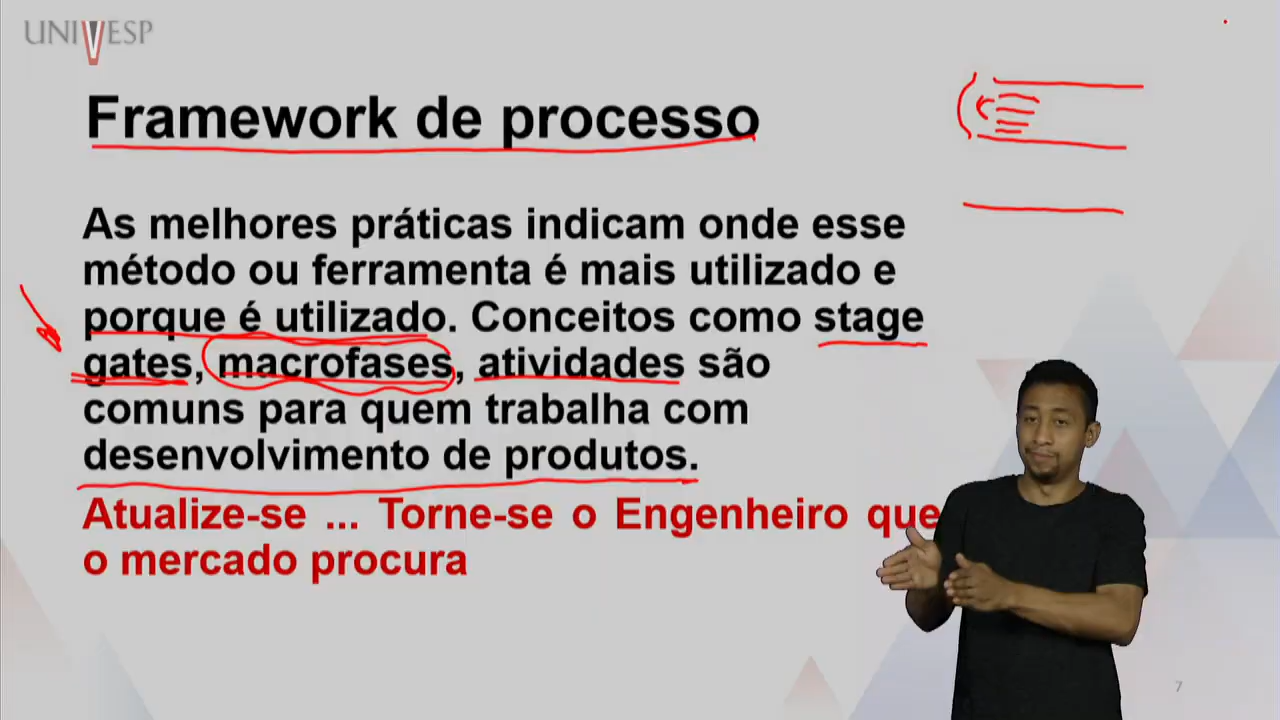 UNIVESP
Framework de processo
As melhores práticas indicam onde esse
método ou ferramenta é mais utilizado e
porque é utilizado. Conceitos como stage
gates, macrofases, atividades são
comuns para quem trabalha com
desenvolvimento de produtos.
Atualize-se ... Torne-se o Engenheiro que
o mercado procura
7